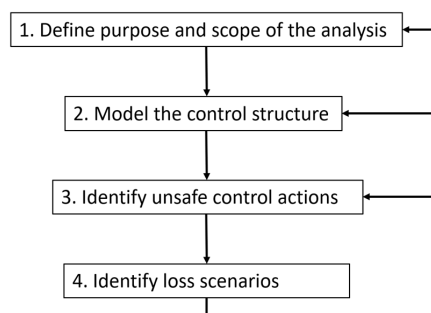 1. Define purpose and scope of the analysis
2. Model the control structure
3. Identify unsafe control actions
4. Identify loss scenarios